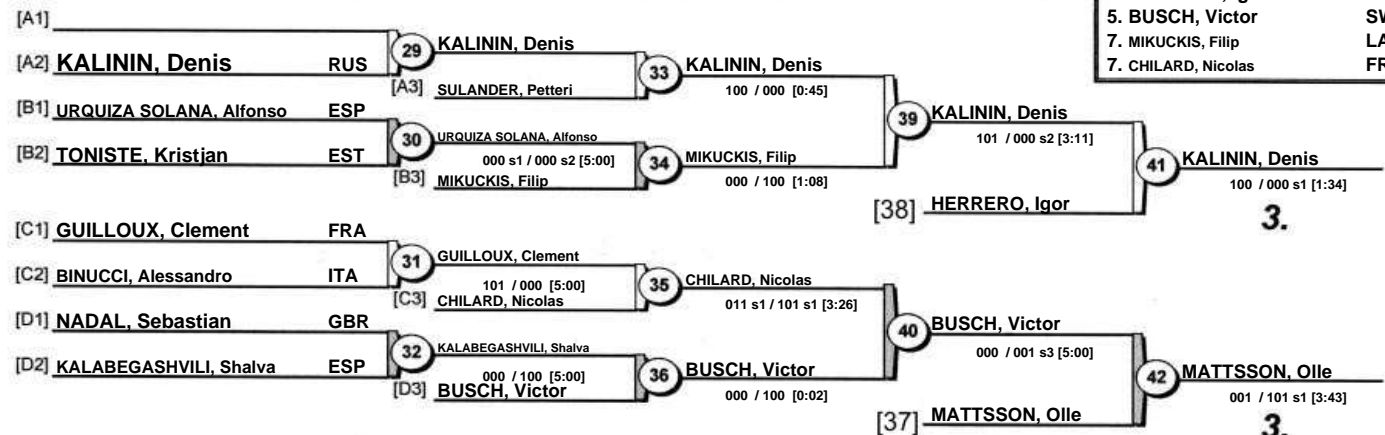 [A1]
[A2] KALININ, Denis RUS
29
KALININ, Denis
[A3] SULANDER, Petteri
33
KALININ, Denis
100 / 000 [0:45]
[B1] URQUIZA SOLANA, Alfonso ESP
[B2] TONISTE, Kristjan EST
30
URQUIZA SOLANA, Alfonso
000 s1 / 000 s2 [5:00]
[B3] MIKUCKIS, Filip
34
MIKUCKIS, Filip
000 / 100 [1:08]
39
KALININ, Denis
101 / 000 s2 [3:11]
[38] HERRERO, Igor
41
KALININ, Denis
100 / 000 s1 [1:34]
3.
[C1] GUILLOUX, Clement FRA
[C2] BINUCCI, Alessandro ITA
31
GUILLOUX, Clement
101 / 000 [5:00]
[C3] CHILARD, Nicolas
35
CHILARD, Nicolas
011 s1 / 101 s1 [3:26]
[D1] NADAL, Sebastian GBR
[D2] KALABEGASHVILI, Shalva ESP
32
KALABEGASHVILI, Shalva
000 / 100 [5:00]
[D3] BUSCH, Victor
36
BUSCH, Victor
000 / 100 [0:02]
40
BUSCH, Victor
000 / 001 s3 [5:00]
[37] MATTSSON, Olle
42
MATTSSON, Olle
001 / 101 s1 [3:43]
3.
5. BUSCH, Victor SW
7. MIKUCKIS, Filip LA
7. CHILARD, Nicolas FR